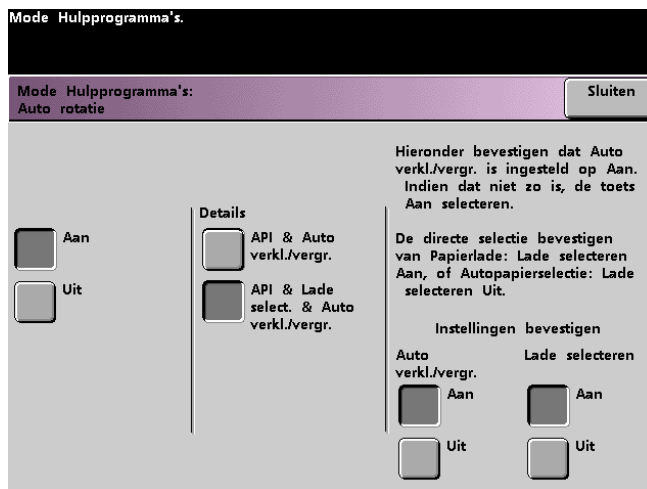 Mode Hulpprogramma's.
Mode Hulpprogramma's:
Auto rotatie
Sluiten
Aan
Uit
Details
API & Auto
verkl./vergr.
API & Lade
select. & Auto
verkl./vergr.
Hieronder bevestigen dat Auto
verkl./vergr. is ingesteld op Aan.
Indien dat niet zo is, de toets
Aan selecteren.
De directe selectie bevestigen
van Papierlade: Lade selecteren
Aan, of Autopapierselectie: Lade
selecteren Uit.
Instellingen bevestigen
Auto
verkl./vergr.
Aan
Uit
Lade selecteren
Aan
Uit